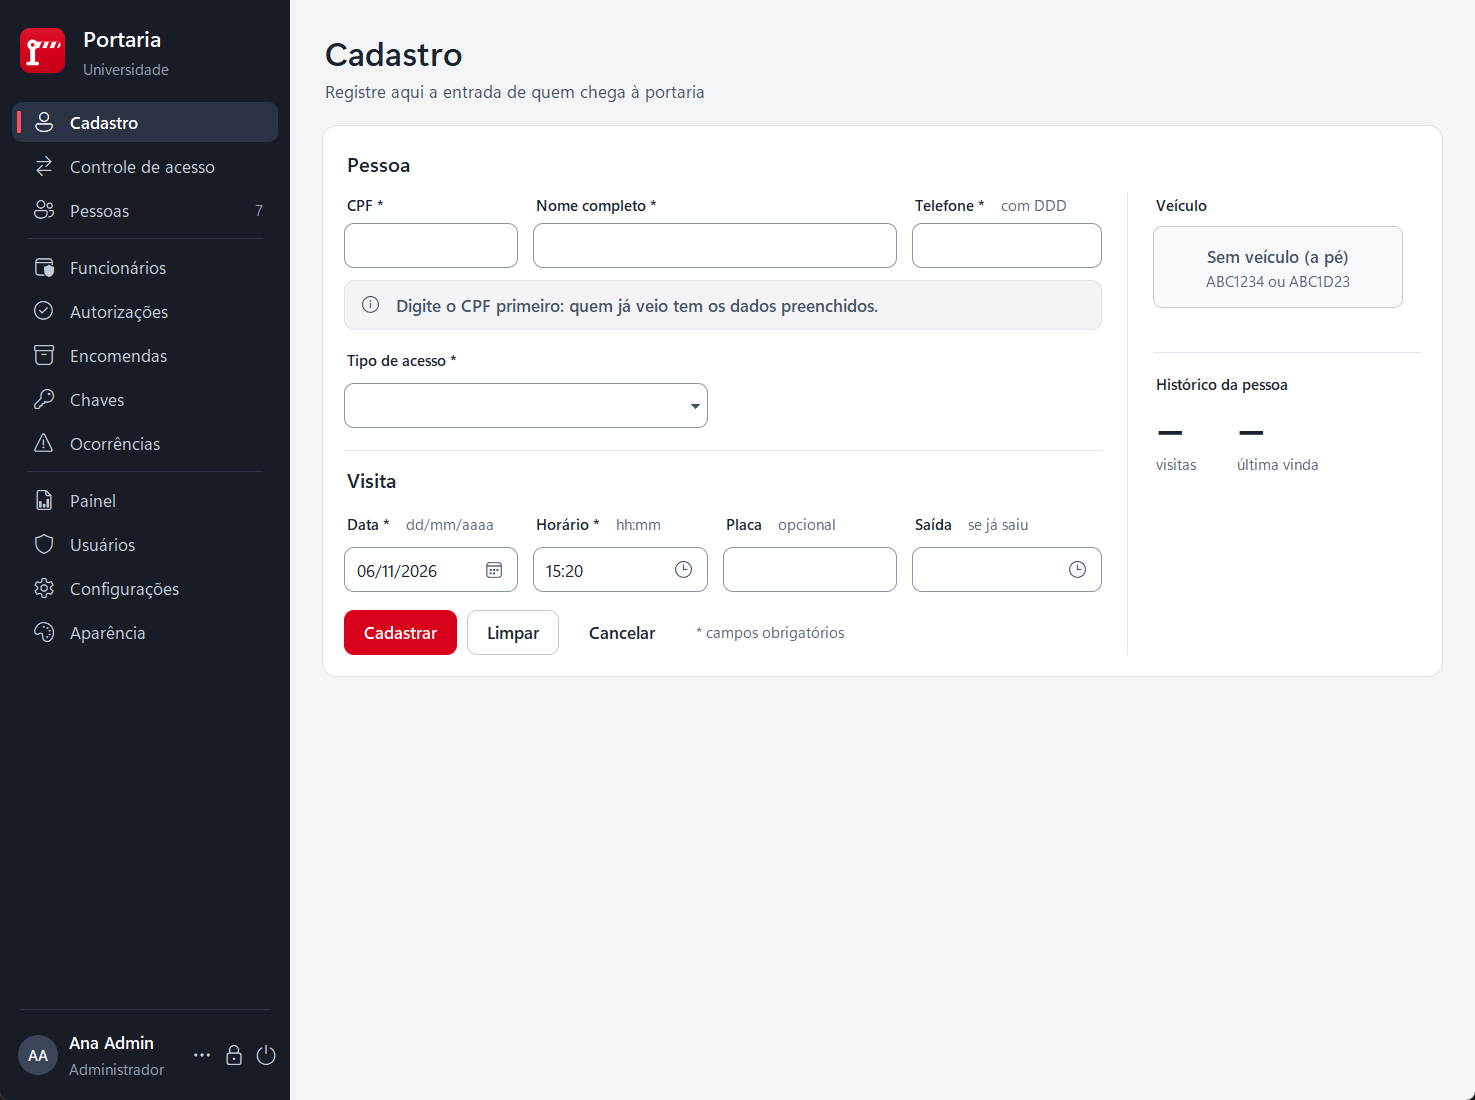 Portaria
Universidade
Cadastro
Controle de acesso
Pessoas 7
Funcionários
Autorizações
Encomendas
Chaves
Ocorrências
Painel
Usuários
Configurações
Aparência
AA
Ana Admin
Administrador
Cadastro
Registre aqui a entrada de quem chega à portaria
Pessoa
CPF * Nome completo * Telefone * com DDD
Digite o CPF primeiro: quem já veio tem os dados preenchidos.
Tipo de acesso *
Visita
Data * dd/mm/aaaa Horário * hh:mm Placa opcional Saída se já saiu
06/11/2026 15:20
Cadastrar Limpar Cancelar * campos obrigatórios
Veículo
Sem veículo (a pé)
ABC1234 ou ABC1D23
Histórico da pessoa
— —
visitas última vinda